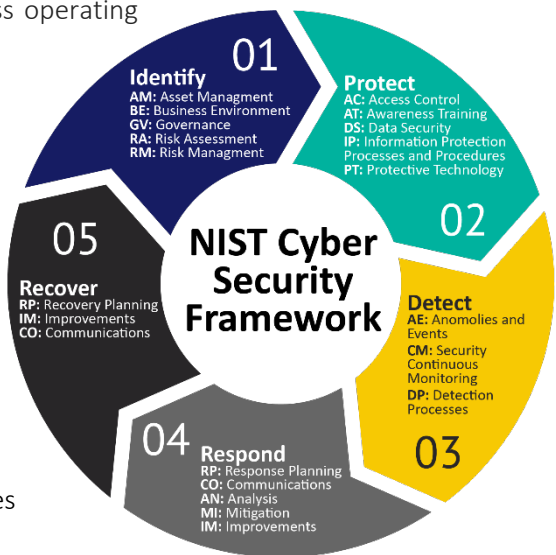 ss operating
01
Identify
AM: Asset Managment
BE: Business Environment
GV: Governance
RA: Risk Assessment
RM: Risk Managment
Protect
AC: Access Control
AT: Awareness Training
DS: Data Security
IP: Information Protection
Processes and Procedures
PT: Protective Technology
02
NIST Cyber
Security
Framework
Detect
AE: Anomolies and
Events
CM: Security
Continuous
Monitoring
DP: Detection
Processes
03
04
Respond
RP: Response Planning
CO: Communications
AN: Analysis
MI: Mitigation
IM: Improvements
05
Recover
RP: Recovery Planning
IM: Improvements
CO: Communications
es